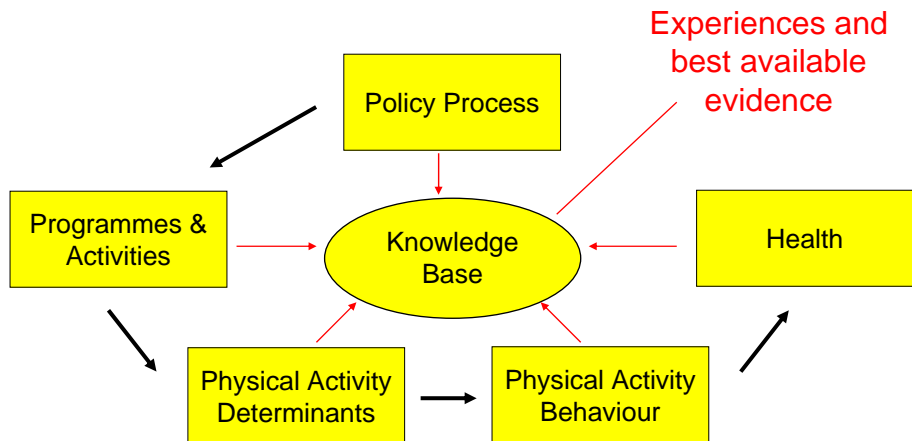 Experiences and
best available
evidence
Policy Process
Programmes &
Activities
Knowledge
Base
Health
Physical Activity
Determinants
Physical Activity
Behaviour